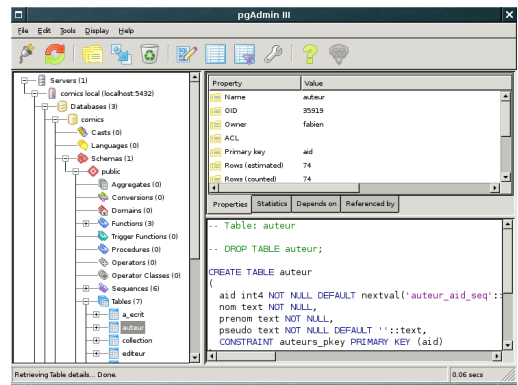 pgAdmin III
File Edit Tools Display Help
Servers (1)
comics local (localhost:5432)
Databases (3)
comics
Casts (0)
Languages (0)
Schemas (1)
public
Aggregates (0)
Conversions (0)
Domains (0)
Functions (3)
Trigger Functions (0)
Procedures (0)
Operators (0)
Operator Classes (0)
Sequences (6)
Tables (7)
a_ecrit
auteur
collection
editeur
Property Value
Name auteur
OID 35919
Owner fabien
ACL
Primary key aid
Rows (estimated) 74
Rows (counted) 74
Properties Statistics Depends on Referenced by
-- Table: auteur
-- DROP TABLE auteur;
CREATE TABLE auteur
(
aid int4 NOT NULL DEFAULT nextval('auteur_aid_seq'::
nom text NOT NULL,
prenom text NOT NULL,
pseudo text NOT NULL DEFAULT ''::text,
CONSTRAINT auteurs_pkey PRIMARY KEY (aid)
Retrieving Table details... Done. 0.06 secs